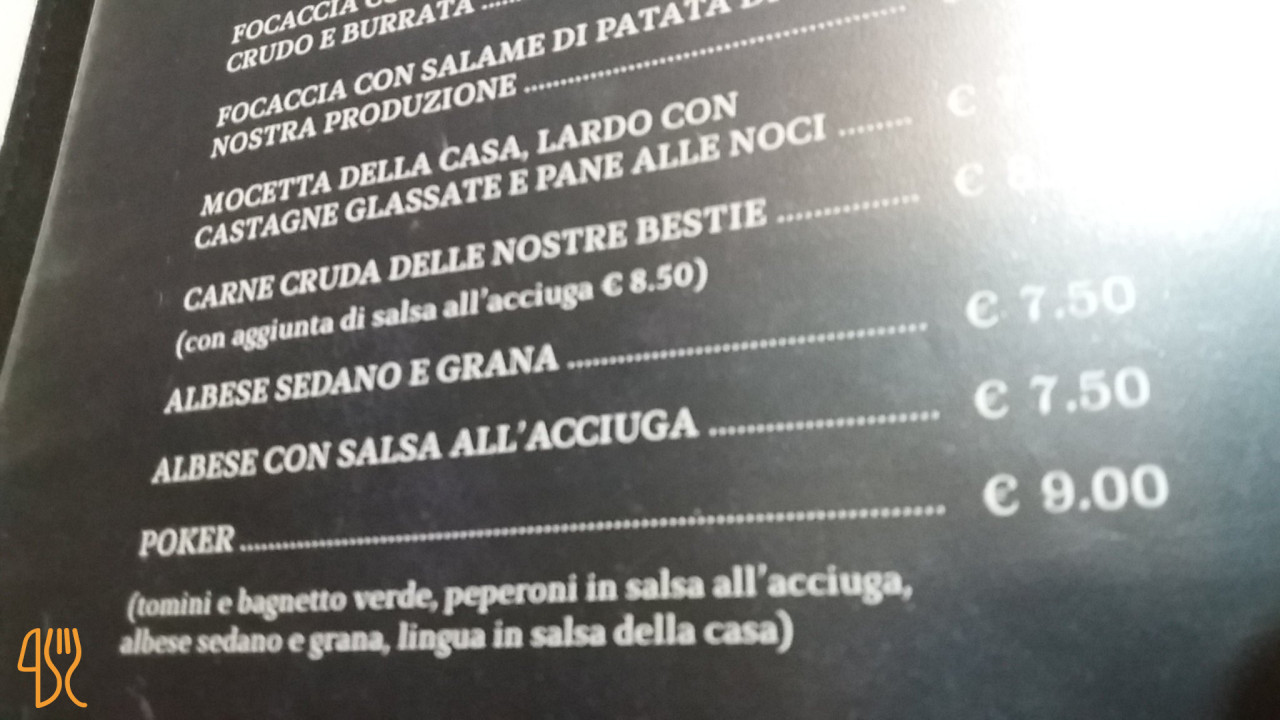 FOCACCIA
CRUDO E BURRATA ......
FOCACCIA CON SALAME DI PATATA
NOSTRA PRODUZIONE ................................................ €
MOCETTA DELLA CASA, LARDO CON
CASTAGNE GLASSATE E PANE ALLE NOCI ........ €
CARNE CRUDA DELLE NOSTRE BESTIE ................ €
(con aggiunta di salsa all'acciuga € 8.50)
ALBESE SEDANO E GRANA ........................................ € 7.50
ALBESE CON SALSA ALL'ACCIUGA .......................... € 7.50
POKER ................................................................................ € 9.00
(tomini e bagnetto verde, peperoni in salsa all'acciuga,
albese sedano e grana, lingua in salsa della casa)